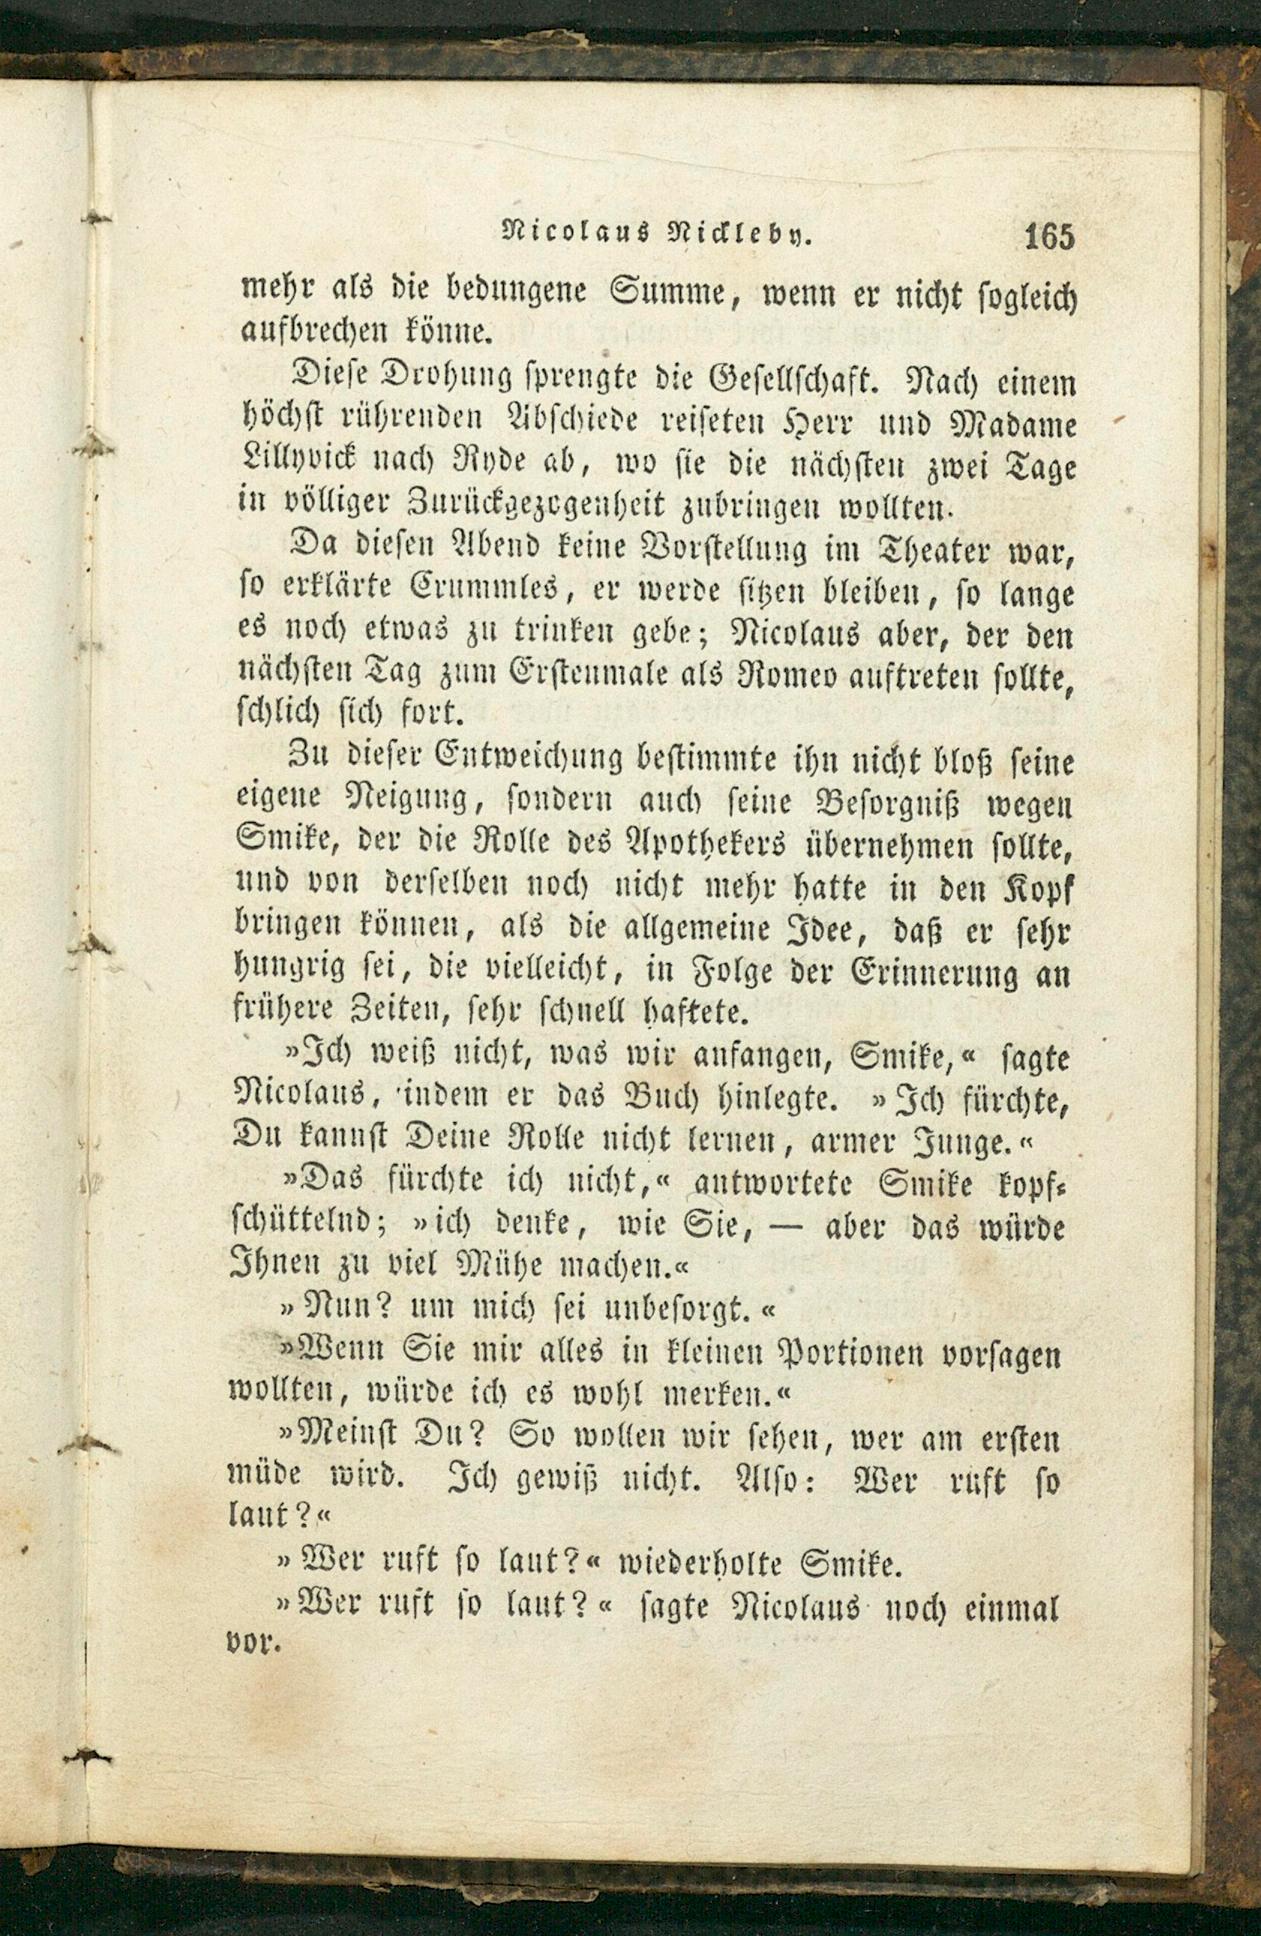 Nicolaus Nickleby. 165
mehr als die bedungene Summe, wenn er nicht sogleich
aufbrechen könne.
Diese Drohung sprengte die Gesellschaft. Nach einem
höchst rührenden Abschiede reiseten Herr und Madame
Lillyvick nach Ryde ab, wo sie die nächsten zwei Tage
in völliger Zurückgezogenheit zubringen wollten.
Da diesen Abend keine Vorstellung im Theater war,
so erklärte Crummles, er werde sitzen bleiben, so lange
es noch etwas zu trinken gebe; Nicolaus aber, der den
nächsten Tag zum Erstenmale als Romeo auftreten sollte,
schlich sich fort.
Zu dieser Entweichung bestimmte ihn nicht bloß seine
eigene Neigung, sondern auch seine Besorgniß wegen
Smike, der die Rolle des Apothekers übernehmen sollte,
und von derselben noch nicht mehr hatte in den Kopf
bringen können, als die allgemeine Idee, daß er sehr
hungrig sei, die vielleicht, in Folge der Erinnerung an
frühere Zeiten, sehr schnell haftete.
»Ich weiß nicht, was wir anfangen, Smike,« sagte
Nicolaus, indem er das Buch hinlegte. »Ich fürchte,
Du kannst Deine Rolle nicht lernen, armer Junge.«
»Das fürchte ich nicht,« antwortete Smike kopf-
schüttelnd; »ich denke, wie Sie, — aber das würde
Ihnen zu viel Mühe machen.«
»Nun? um mich sei unbesorgt.«
»Wenn Sie mir alles in kleinen Portionen vorsagen
wollten, würde ich es wohl merken.«
»Meinst Du? So wollen wir sehen, wer am ersten
müde wird. Ich gewiß nicht. Also: Wer ruft so
laut?«
»Wer ruft so laut?« wiederholte Smike.
»Wer ruft so laut?« sagte Nicolaus noch einmal
vor.